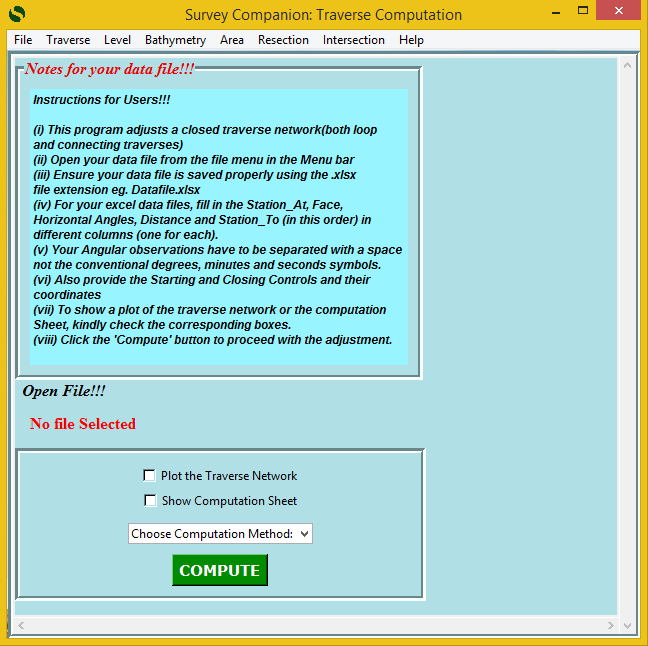 Survey Companion: Traverse Computation
File Traverse Level Bathymetry Area Resection Intersection Help
Notes for your data file!!!
Instructions for Users!!!
(i) This program adjusts a closed traverse network(both loop
and connecting traverses)
(ii) Open your data file from the file menu in the Menu bar
(iii) Ensure your data file is saved properly using the .xlsx
file extension eg. Datafile.xlsx
(iv) For your excel data files, fill in the Station_At, Face,
Horizontal Angles, Distance and Station_To (in this order) in
different columns (one for each).
(v) Your Angular observations have to be separated with a space
not the conventional degrees, minutes and seconds symbols.
(vi) Also provide the Starting and Closing Controls and their
coordinates
(vii) To show a plot of the traverse network or the computation
Sheet, kindly check the corresponding boxes.
(viii) Click the 'Compute' button to proceed with the adjustment.
Open File!!!
No file Selected
Plot the Traverse Network
Show Computation Sheet
Choose Computation Method:
COMPUTE